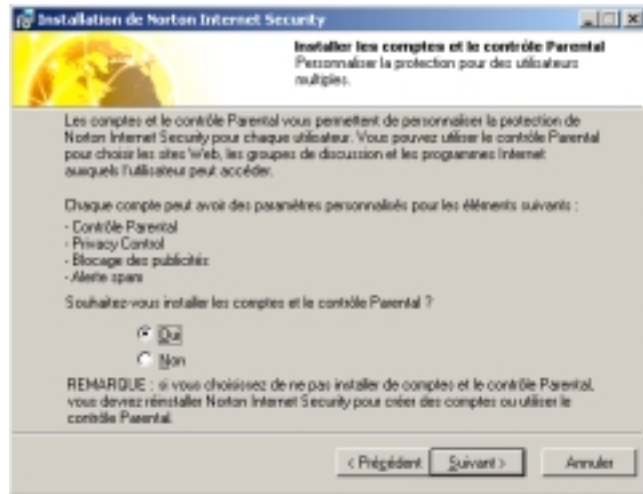 Installation de Norton Internet Security
Installer les comptes et le contrôle Parental
Personnaliser la protection pour des utilisateurs
multiples.
Les comptes et le contrôle Parental vous permettent de personnaliser la protection de
Norton Internet Security pour chaque utilisateur. Vous pouvez utiliser le contrôle Parental
pour choisir les sites Web, les groupes de discussion et les programmes Internet
auxquels l'utilisateur peut accéder.
Chaque compte peut avoir des paramètres personnalisés pour les éléments suivants :
- Contrôle Parental
- Privacy Control
- Blocage des publicités
- Alerte spam
Souhaitez-vous installer les comptes et le contrôle Parental ?
Oui
Non
REMARQUE : si vous choisissez de ne pas installer de comptes et le contrôle Parental,
vous devrez réinstaller Norton Internet Security pour créer des comptes ou utiliser le
contrôle Parental.
< Précédent Suivant > Annuler